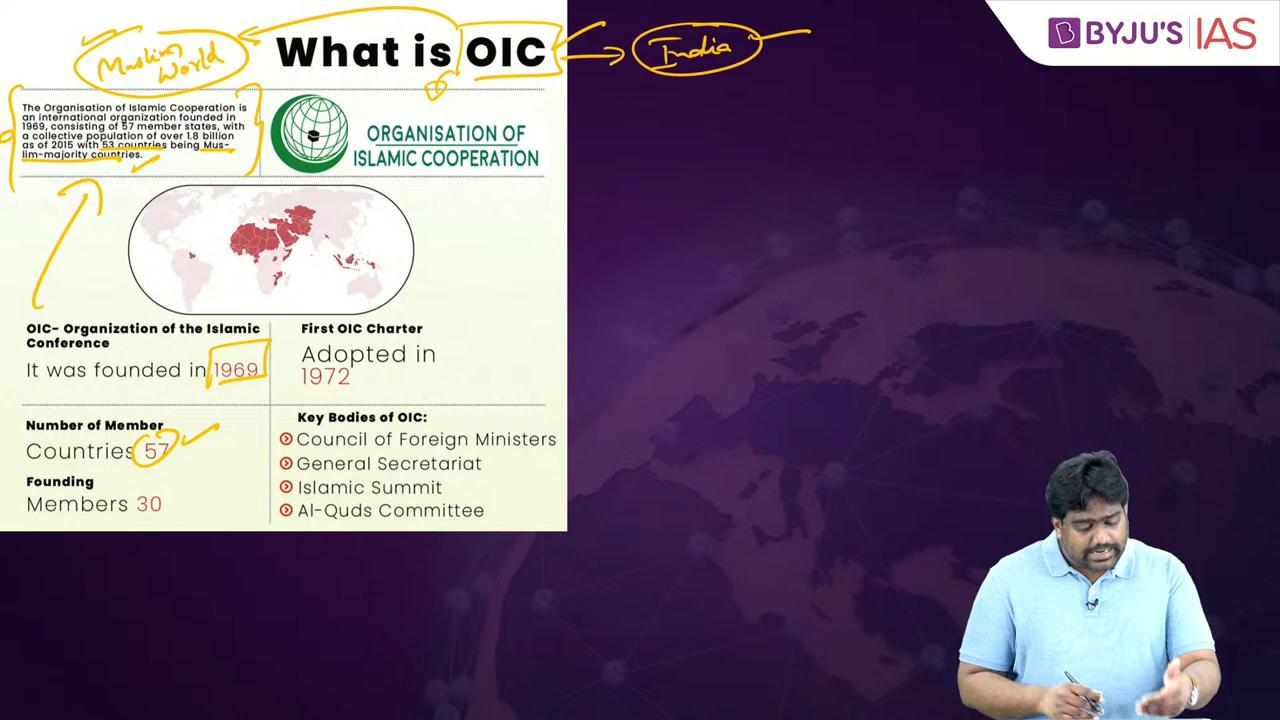 Muslim
World
What is OIC
India
BYJU'S IAS
The Organisation of Islamic Cooperation is
an international organization founded in
1969, consisting of 57 member states, with
a collective population of over 1.8 billion
as of 2015 with 53 countries being Mus-
lim-majority countries.
ORGANISATION OF
ISLAMIC COOPERATION
OIC- Organization of the Islamic
Conference
It was founded in 1969
First OIC Charter
Adopted in
1972
Number of Member
Countries 57
Founding
Members 30
Key Bodies of OIC:
Council of Foreign Ministers
General Secretariat
Islamic Summit
Al-Quds Committee